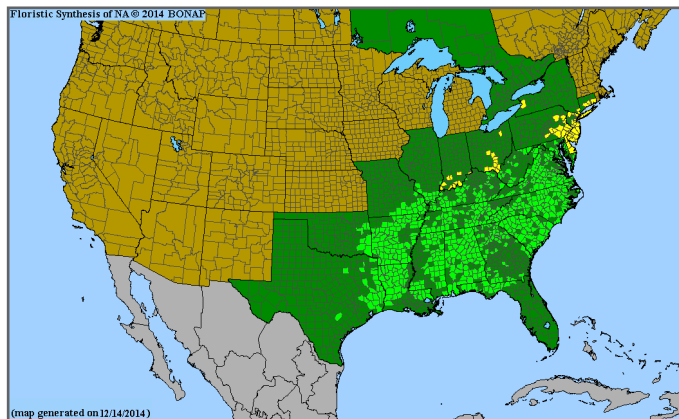 Floristic Synthesis of NA © 2014 BONAP
(map generated on 12/14/2014)